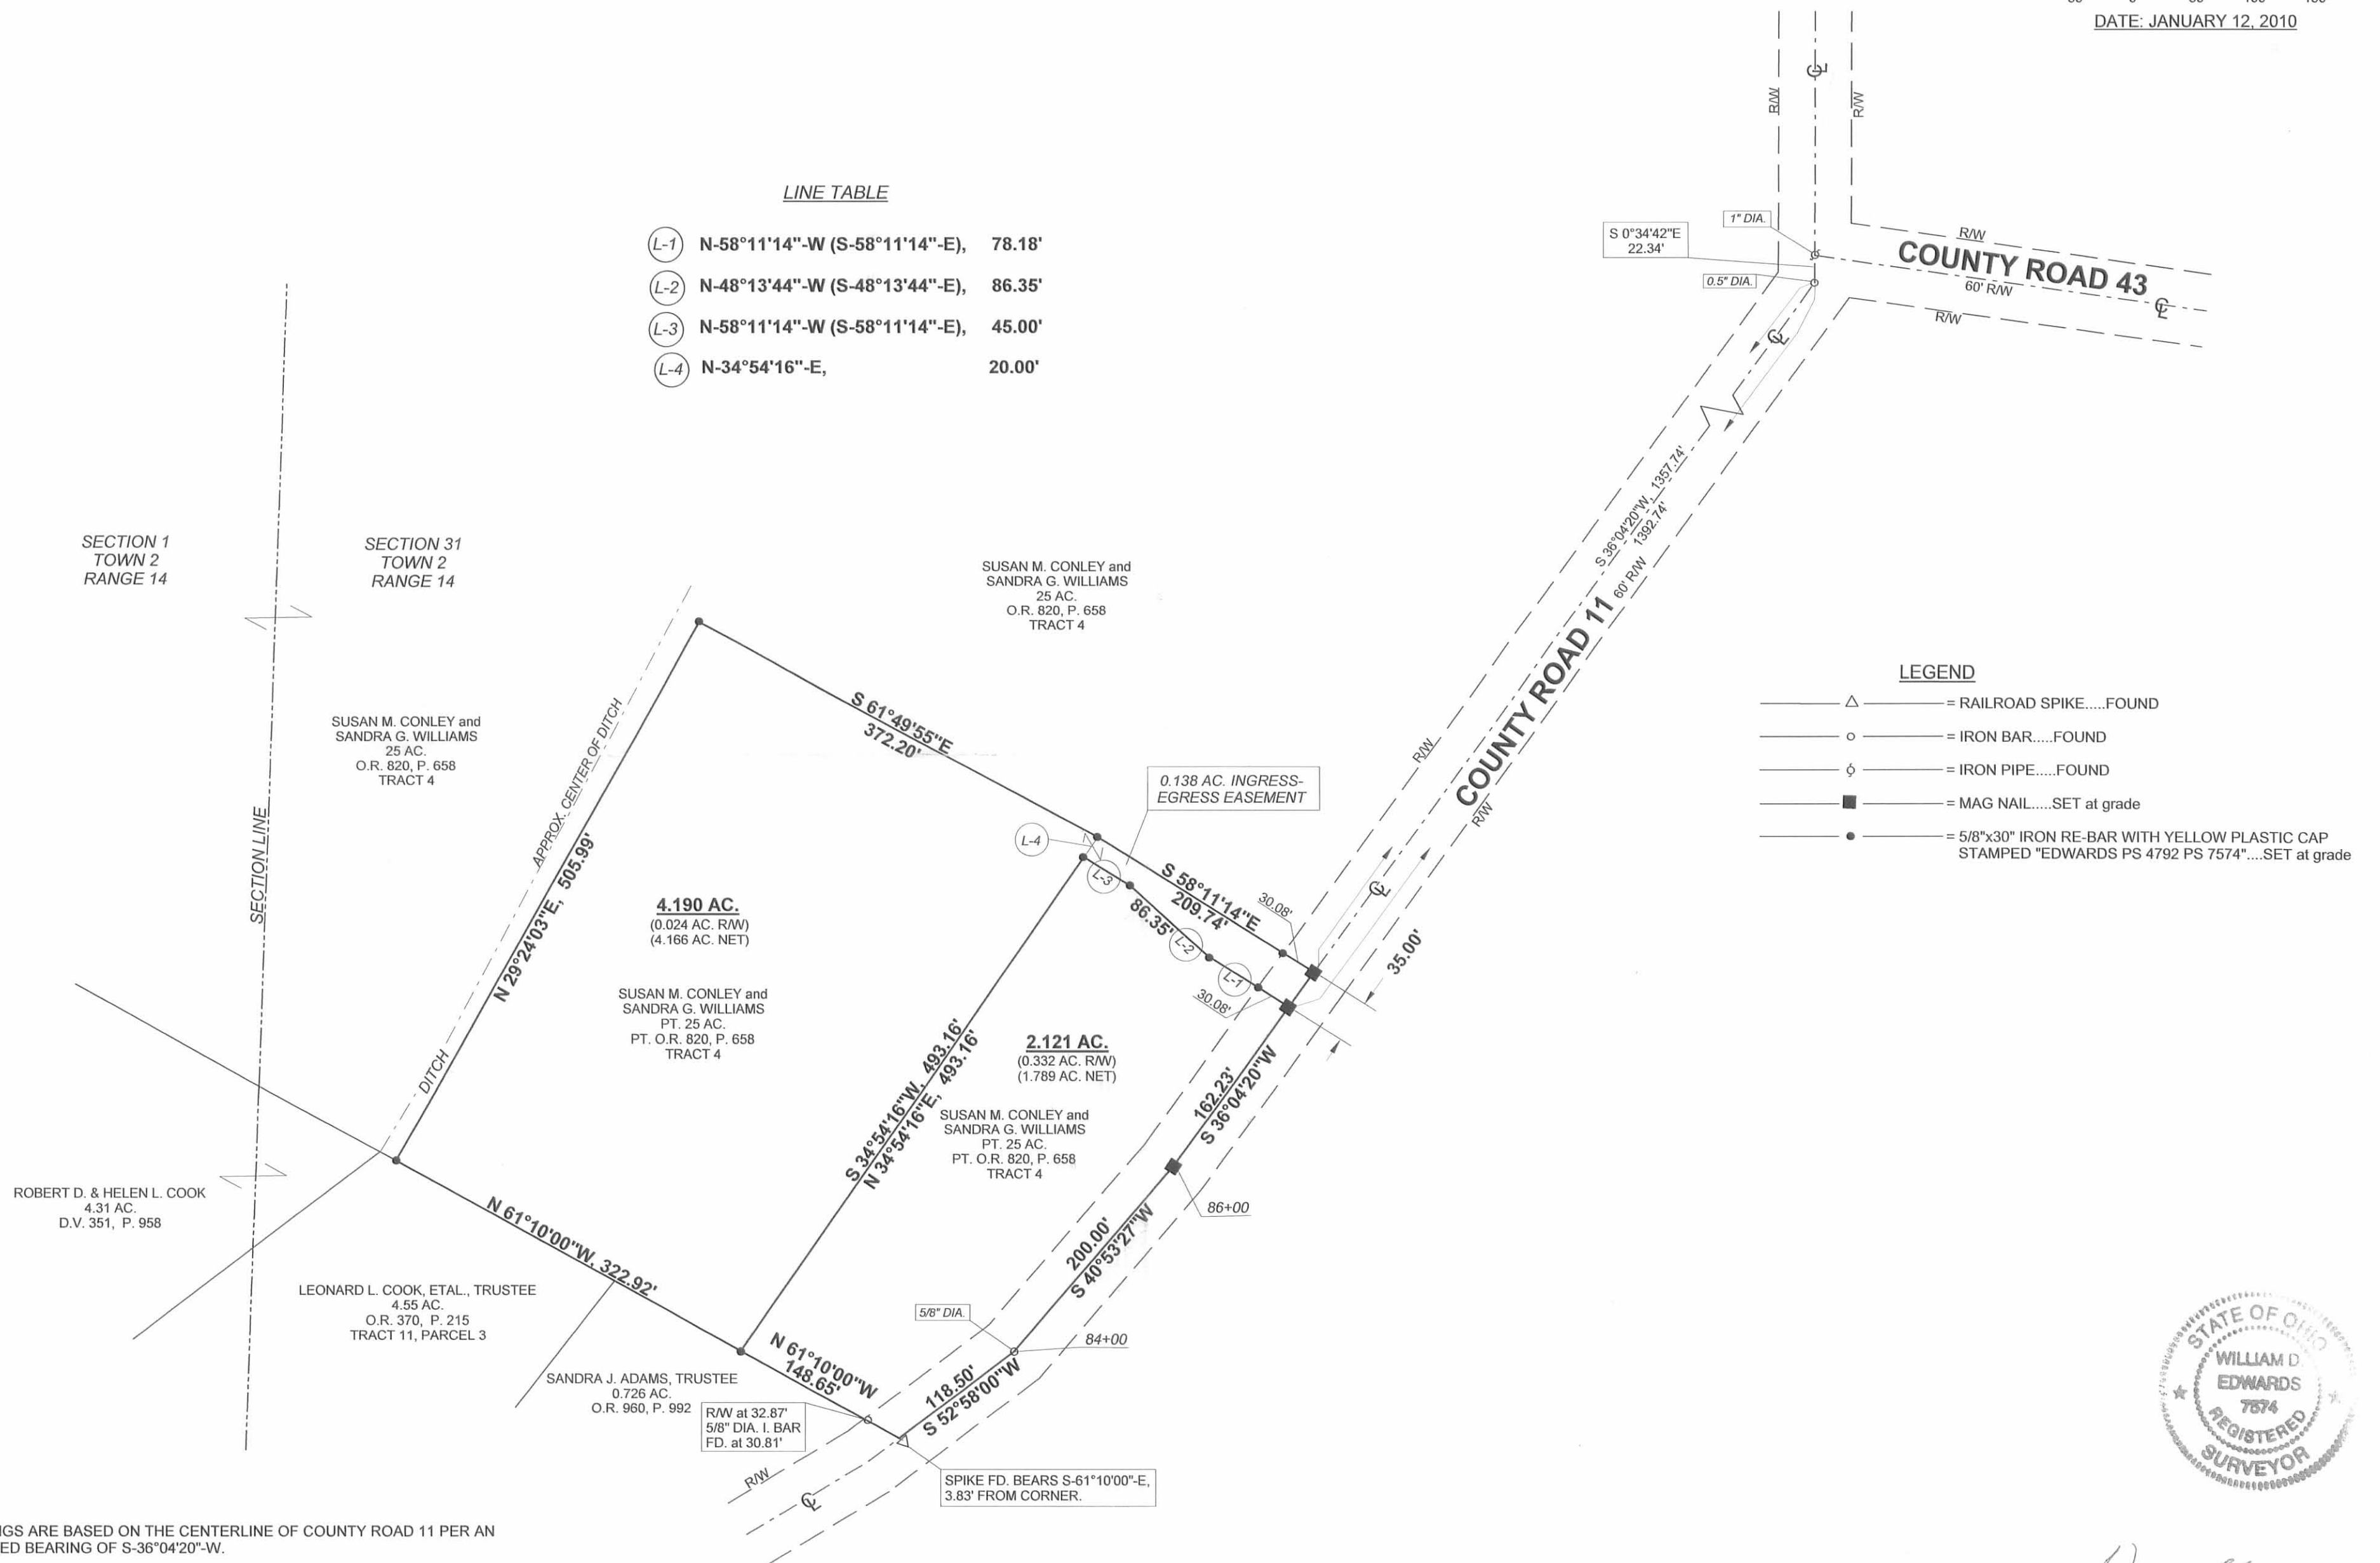 DATE: JANUARY 12, 2010
R/W
R/W
CL
LINE TABLE
L-1 N-58°11'14"-W (S-58°11'14"-E), 78.18'
L-2 N-48°13'44"-W (S-48°13'44"-E), 86.35'
L-3 N-58°11'14"-W (S-58°11'14"-E), 45.00'
L-4 N-34°54'16"-E, 20.00'
1" DIA.
S 0°34'42"E
22.34'
0.5" DIA.
R/W
COUNTY ROAD 43
60' R/W
CL
R/W
CL
S 36°04'20"W, 1357.74'
1392.74'
60' R/W
COUNTY ROAD 11
R/W
R/W
CL
SECTION 1
TOWN 2
RANGE 14
SECTION 31
TOWN 2
RANGE 14
SECTION LINE
SUSAN M. CONLEY and
SANDRA G. WILLIAMS
25 AC.
O.R. 820, P. 658
TRACT 4
SUSAN M. CONLEY and
SANDRA G. WILLIAMS
25 AC.
O.R. 820, P. 658
TRACT 4
APPROX. CENTER OF DITCH
DITCH
N 29°24'03"E, 505.99'
S 61°49'55"E
372.20'
0.138 AC. INGRESS-
EGRESS EASEMENT
L-4
L-3
86.35'
L-2
L-1
S 58°11'14"E
209.74'
30.08'
30.08'
35.00'
LEGEND
= RAILROAD SPIKE.....FOUND
= IRON BAR.....FOUND
= IRON PIPE.....FOUND
= MAG NAIL.....SET at grade
= 5/8"x30" IRON RE-BAR WITH YELLOW PLASTIC CAP
STAMPED "EDWARDS PS 4792 PS 7574"....SET at grade
4.190 AC.
(0.024 AC. R/W)
(4.166 AC. NET)
SUSAN M. CONLEY and
SANDRA G. WILLIAMS
PT. 25 AC.
PT. O.R. 820, P. 658
TRACT 4
S 34°54'16"W, 493.16'
N 34°54'16"E, 493.16'
2.121 AC.
(0.332 AC. R/W)
(1.789 AC. NET)
SUSAN M. CONLEY and
SANDRA G. WILLIAMS
PT. 25 AC.
PT. O.R. 820, P. 658
TRACT 4
162.23'
S 36°04'20"W
86+00
200.00'
S 40°53'27"W
5/8" DIA.
84+00
118.50'
S 52°58'00"W
ROBERT D. & HELEN L. COOK
4.31 AC.
D.V. 351, P. 958
N 61°10'00"W, 322.92'
LEONARD L. COOK, ETAL., TRUSTEE
4.55 AC.
O.R. 370, P. 215
TRACT 11, PARCEL 3
N 61°10'00"W
148.65'
SANDRA J. ADAMS, TRUSTEE
0.726 AC.
O.R. 960, P. 992
R/W at 32.87'
5/8" DIA. I. BAR
FD. at 30.81'
R/W
CL
SPIKE FD. BEARS S-61°10'00"-E,
3.83' FROM CORNER.
STATE OF OHIO
WILLIAM D.
EDWARDS
7574
REGISTERED
SURVEYOR
GS ARE BASED ON THE CENTERLINE OF COUNTY ROAD 11 PER AN
ED BEARING OF S-36°04'20"-W.